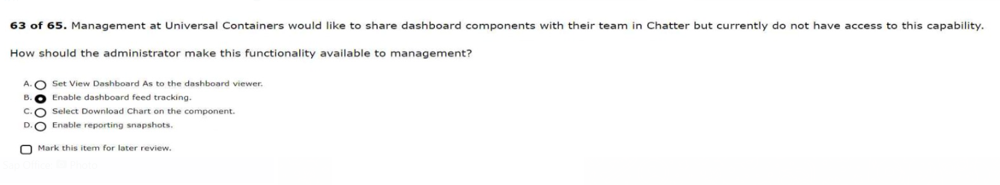 63 of 65. Management at Universal Containers would like to share dashboard components with their team in Chatter but currently do not have access to this capability.
How should the administrator make this functionality available to management?
A. Set View Dashboard As to the dashboard viewer.
B. Enable dashboard feed tracking.
C. Select Download Chart on the component.
D. Enable reporting snapshots.
Mark this item for later review.